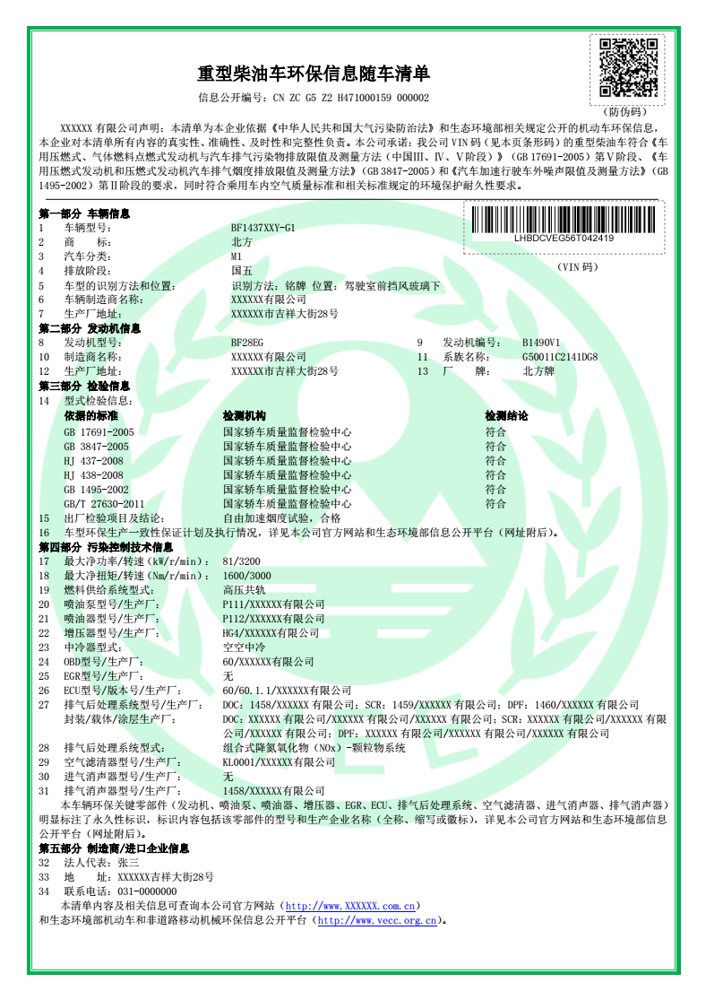 重型柴油车环保信息随车清单
信息公开编号：CN ZC G5 Z2 H471000159 000002
（防伪码）
XXXXXX 有限公司声明：本清单为本企业依据《中华人民共和国大气污染防治法》和生态环境部相关规定公开的机动车环保信息，
本企业对本清单所有内容的真实性、准确性、及时性和完整性负责。本公司承诺：我公司 VIN 码（见本页条形码）的重型柴油车符合《车
用压燃式、气体燃料点燃式发动机与汽车排气污染物排放限值及测量方法（中国Ⅲ、Ⅳ、Ⅴ阶段）》（GB 17691-2005）第Ⅴ阶段、《车
用压燃式发动机和压燃式发动机汽车排气烟度排放限值及测量方法》（GB 3847-2005）和《汽车加速行驶车外噪声限值及测量方法》（GB
1495-2002）第Ⅱ阶段的要求，同时符合乘用车内空气质量标准和相关标准规定的环境保护耐久性要求。
LHBDCVEG56T042419
（VIN 码）
第一部分 车辆信息
1 车辆型号： BF1437XXY-G1
2 商 标： 北方
3 汽车分类： M1
4 排放阶段： 国五
5 车型的识别方法和位置： 识别方法：铭牌 位置：驾驶室前挡风玻璃下
6 车辆制造商名称： XXXXXX有限公司
7 生产厂地址： XXXXXX市吉祥大街28号
第二部分 发动机信息
8 发动机型号： BF28EG 9 发动机编号： B1490V1
10 制造商名称： XXXXXX有限公司 11 系族名称： G50011C2141DG8
12 生产厂地址： XXXXXX市吉祥大街28号 13 厂 牌： 北方牌
第三部分 检验信息
14 型式检验信息：
依据的标准 检测机构 检测结论
GB 17691-2005 国家轿车质量监督检验中心 符合
GB 3847-2005 国家轿车质量监督检验中心 符合
HJ 437-2008 国家轿车质量监督检验中心 符合
HJ 438-2008 国家轿车质量监督检验中心 符合
GB 1495-2002 国家轿车质量监督检验中心 符合
GB/T 27630-2011 国家轿车质量监督检验中心 符合
15 出厂检验项目及结论： 自由加速烟度试验，合格
16 车型环保生产一致性保证计划及执行情况，详见本公司官方网站和生态环境部信息公开平台（网址附后）。
第四部分 污染控制技术信息
17 最大净功率/转速（kW/r/min）： 81/3200
18 最大净扭矩/转速（Nm/r/min）： 1600/3000
19 燃料供给系统型式： 高压共轨
20 喷油泵型号/生产厂： P111/XXXXXX有限公司
21 喷油器型号/生产厂： P112/XXXXXX有限公司
22 增压器型号/生产厂： HG4/XXXXXX有限公司
23 中冷器型式： 空空中冷
24 OBD型号/生产厂： 60/XXXXXX有限公司
25 EGR型号/生产厂： 无
26 ECU型号/版本号/生产厂： 60/60.1.1/XXXXXX有限公司
27 排气后处理系统型号/生产厂： DOC：1458/XXXXXX 有限公司；SCR：1459/XXXXXX 有限公司；DPF：1460/XXXXXX 有限公司
封装/载体/涂层生产厂： DOC：XXXXXX 有限公司/XXXXXX 有限公司/XXXXXX 有限公司；SCR：XXXXXX 有限公司/XXXXXX 有限
公司/XXXXXX 有限公司；DPF：XXXXXX 有限公司/XXXXXX 有限公司/XXXXXX 有限公司
28 排气后处理系统型式： 组合式降氮氧化物（NOx）-颗粒物系统
29 空气滤清器型号/生产厂： KL0001/XXXXXX有限公司
30 进气消声器型号/生产厂： 无
31 排气消声器型号/生产厂： 1458/XXXXXX有限公司
本车辆环保关键零部件（发动机、喷油泵、喷油器、增压器、EGR、ECU、排气后处理系统、空气滤清器、进气消声器、排气消声器）
明显标注了永久性标识，标识内容包括该零部件的型号和生产企业名称（全称、缩写或徽标），详见本公司官方网站和生态环境部信息
公开平台（网址附后）。
第五部分 制造商/进口企业信息
32 法人代表：张三
33 地 址：XXXXXX吉祥大街28号
34 联系电话：031-0000000
本清单内容及相关信息可查询本公司官方网站（http://www.XXXXXX.com.cn）
和生态环境部机动车和非道路移动机械环保信息公开平台（http://www.vecc.org.cn）。